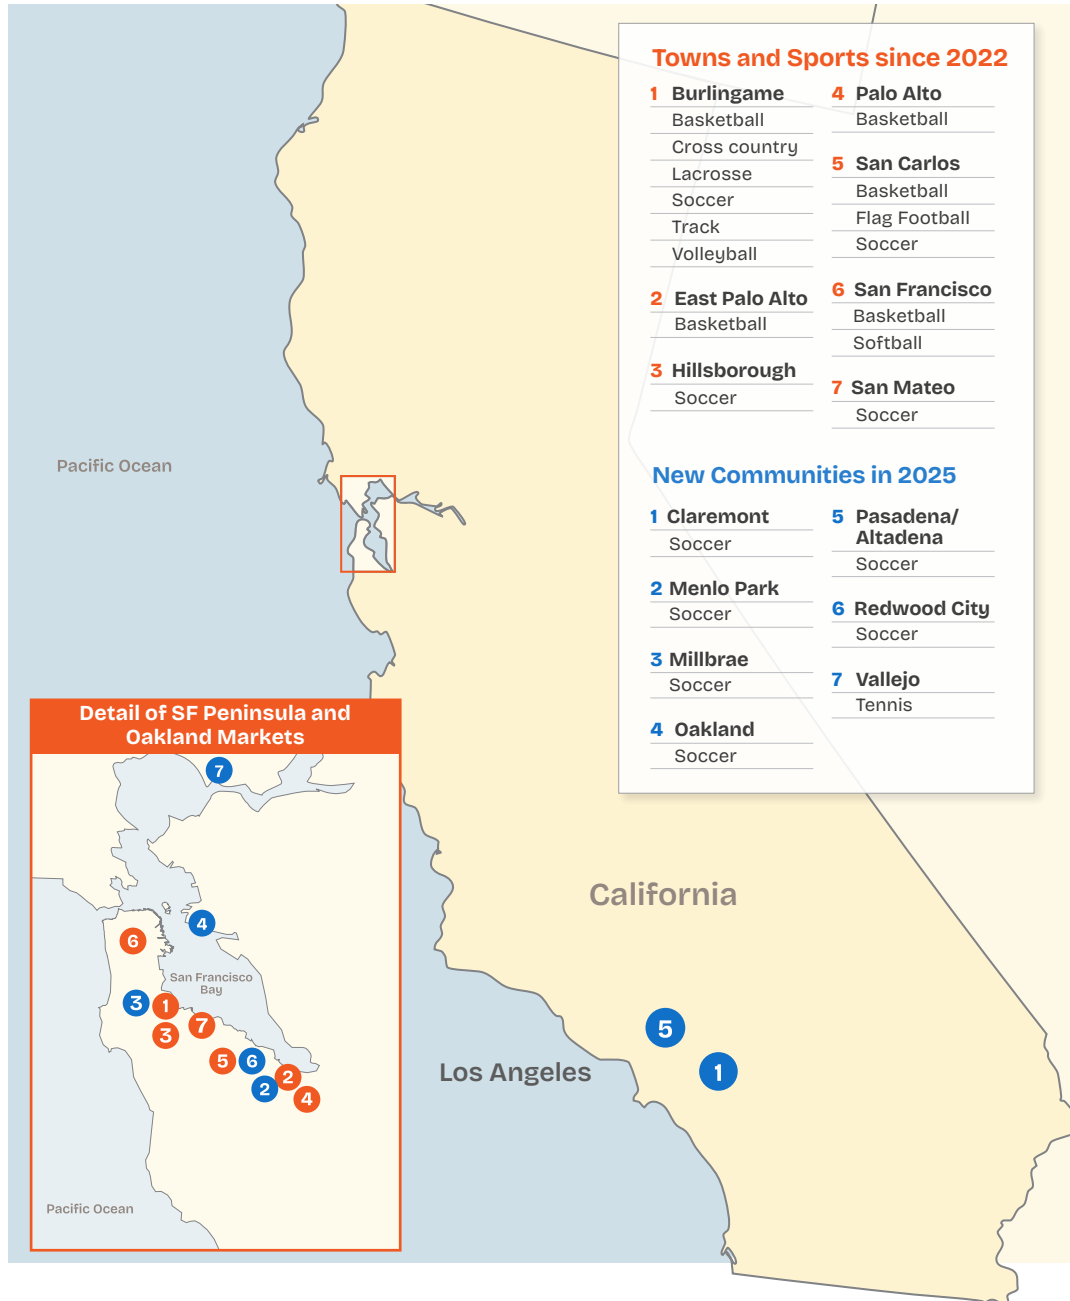 Towns and Sports since 2022
1 Burlingame
Basketball
Cross country
Lacrosse
Soccer
Track
Volleyball
2 East Palo Alto
Basketball
3 Hillsborough
Soccer
4 Palo Alto
Basketball
5 San Carlos
Basketball
Flag Football
Soccer
6 San Francisco
Basketball
Softball
7 San Mateo
Soccer
New Communities in 2025
1 Claremont
Soccer
2 Menlo Park
Soccer
3 Millbrae
Soccer
4 Oakland
Soccer
5 Pasadena/
Altadena
Soccer
6 Redwood City
Soccer
7 Vallejo
Tennis
Pacific Ocean
Detail of SF Peninsula and
Oakland Markets
7
4
6
San Francisco
Bay
3
1
3
7
5
6
2
2
4
Pacific Ocean
California
5
Los Angeles
1